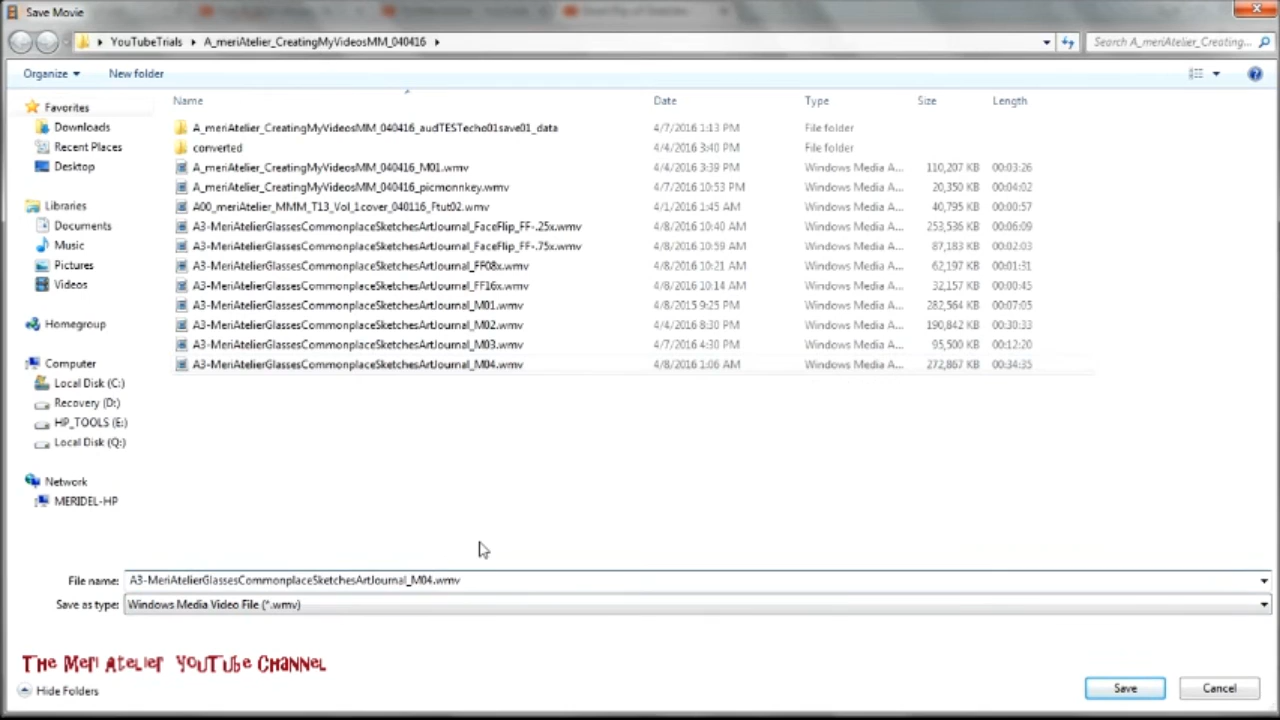 Save Movie
YouTubeTrials A_meriAtelier_CreatingMyVideosMM_040416 Search A_meriAtelier_Creating...
Organize New folder
Name Date Type Size Length
Favorites
Downloads
Recent Places
Desktop
Libraries
Documents
Music
Pictures
Videos
Homegroup
Computer
Local Disk (C:)
Recovery (D:)
HP_TOOLS (E:)
Local Disk (Q:)
Network
MERIDEL-HP
A_meriAtelier_CreatingMyVideosMM_040416_audTESTecho01save01_data 4/7/2016 1:13 PM File folder
converted 4/4/2016 3:40 PM File folder
A_meriAtelier_CreatingMyVideosMM_040416_M01.wmv 4/4/2016 3:39 PM Windows Media A... 110,207 KB 00:03:26
A_meriAtelier_CreatingMyVideosMM_040416_picmonnkey.wmv 4/7/2016 10:53 PM Windows Media A... 20,350 KB 00:04:02
A00_meriAtelier_MMM_T13_Vol_1cover_040116_Ftut02.wmv 4/1/2016 1:45 AM Windows Media A... 40,795 KB 00:00:57
A3-MeriAtelierGlassesCommonplaceSketchesArtJournal_FaceFlip_FF-.25x.wmv 4/8/2016 10:40 AM Windows Media A... 253,536 KB 00:06:09
A3-MeriAtelierGlassesCommonplaceSketchesArtJournal_FaceFlip_FF-.75x.wmv 4/8/2016 10:59 AM Windows Media A... 87,183 KB 00:02:03
A3-MeriAtelierGlassesCommonplaceSketchesArtJournal_FF08x.wmv 4/8/2016 10:21 AM Windows Media A... 62,197 KB 00:01:31
A3-MeriAtelierGlassesCommonplaceSketchesArtJournal_FF16x.wmv 4/8/2016 10:14 AM Windows Media A... 32,157 KB 00:00:45
A3-MeriAtelierGlassesCommonplaceSketchesArtJournal_M01.wmv 4/8/2015 9:25 PM Windows Media A... 282,564 KB 00:07:05
A3-MeriAtelierGlassesCommonplaceSketchesArtJournal_M02.wmv 4/4/2016 8:30 PM Windows Media A... 190,842 KB 00:30:33
A3-MeriAtelierGlassesCommonplaceSketchesArtJournal_M03.wmv 4/7/2016 4:30 PM Windows Media A... 95,500 KB 00:12:20
A3-MeriAtelierGlassesCommonplaceSketchesArtJournal_M04.wmv 4/8/2016 1:06 AM Windows Media A... 272,867 KB 00:34:35
File name: A3-MeriAtelierGlassesCommonplaceSketchesArtJournal_M04.wmv
Save as type: Windows Media Video File (*.wmv)
The Meri Atelier YouTube Channel
Hide Folders Save Cancel